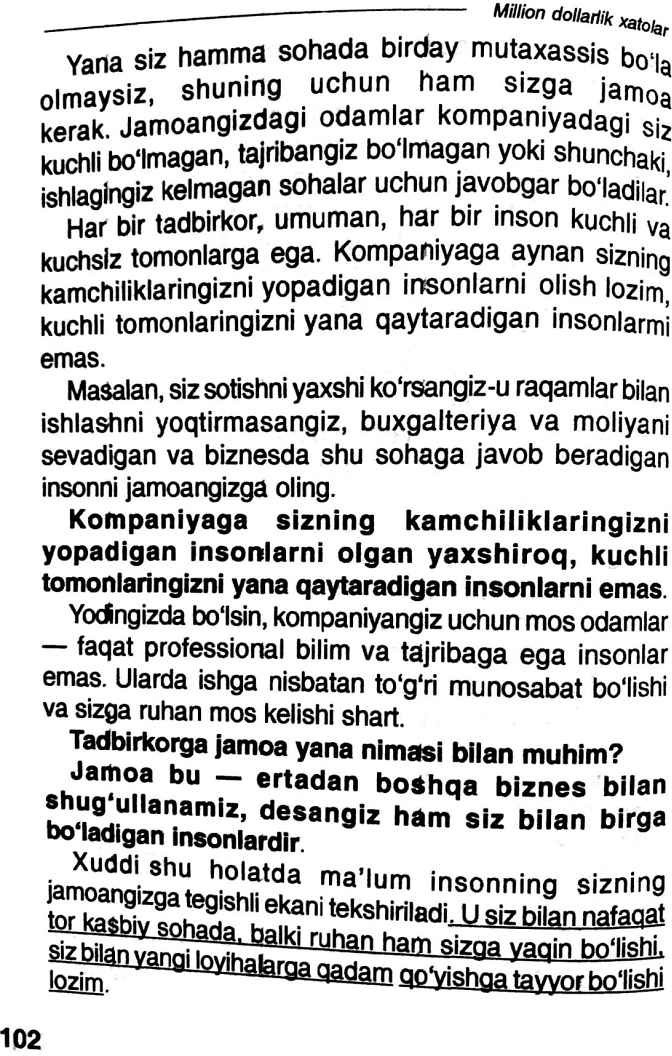 Million dollarlik xatolar
Yana siz hamma sohada birday mutaxassis bo‘la
olmaysiz, shuning uchun ham sizga jamoa
kerak. Jamoangizdagi odamlar kompaniyadagi siz
kuchli bo‘lmagan, tajribangiz bo‘lmagan yoki shunchaki,
ishlagingiz kelmagan sohalar uchun javobgar bo‘ladilar.
Har bir tadbirkor, umuman, har bir inson kuchli va
kuchsiz tomonlarga ega. Kompaniyaga aynan sizning
kamchiliklaringizni yopadigan insonlarni olish lozim,
kuchli tomonlaringizni yana qaytaradigan insonlarmi
emas.
Masalan, siz sotishni yaxshi ko‘rsangiz-u raqamlar bilan
ishlashni yoqtirmasangiz, buxgalteriya va moliyani
sevadigan va biznesda shu sohaga javob beradigan
insonni jamoangizga oling.
Kompaniyaga sizning kamchiliklaringizni
yopadigan insonlarni olgan yaxshiroq, kuchli
tomonlaringizni yana qaytaradigan insonlarni emas.
Yodingizda bo‘lsin, kompaniyangiz uchun mos odamlar
— faqat professional bilim va tajribaga ega insonlar
emas. Ularda ishga nisbatan to‘g‘ri munosabat bo‘lishi
va sizga ruhan mos kelishi shart.
Tadbirkorga jamoa yana nimasi bilan muhim?
Jamoa bu — ertadan boshqa biznes bilan
shug‘ullanamiz, desangiz ham siz bilan birga
bo‘ladigan insonlardir.
Xuddi shu holatda ma’lum insonning sizning
jamoangizga tegishli ekani tekshiriladi. U siz bilan nafaqat
tor kasbiy sohada, balki ruhan ham sizga yaqin bo‘lishi,
siz bilan yangi loyihalarga qadam qo‘yishga tayyor bo‘lishi
lozim.
102